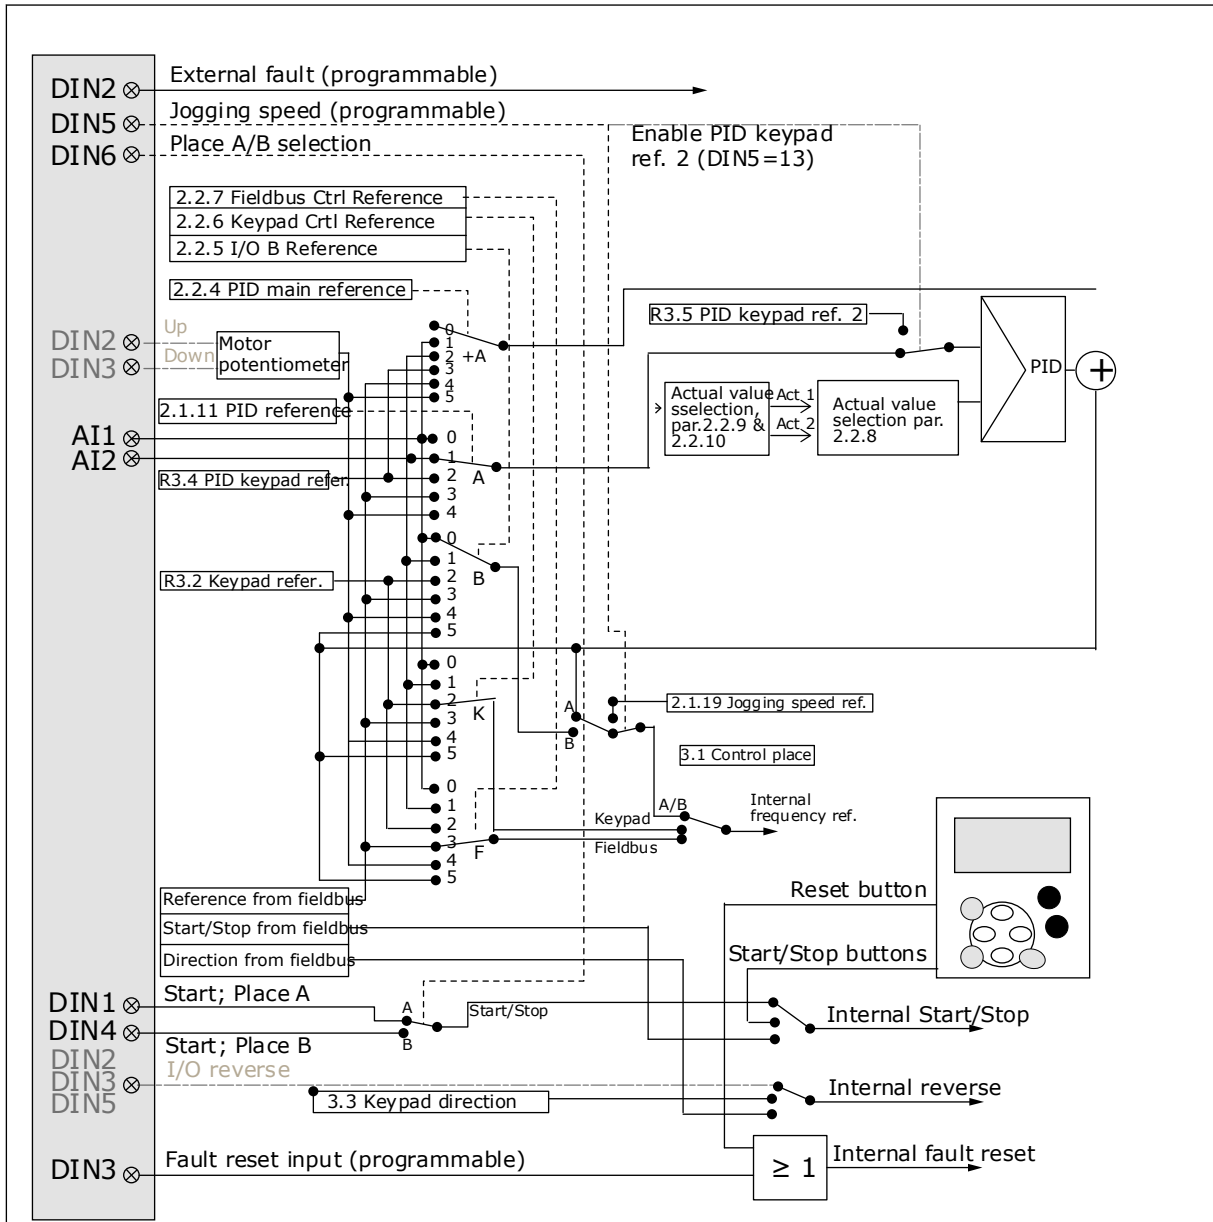 DIN2
External fault (programmable)
DIN5
Jogging speed (programmable)
DIN6
Place A/B selection
Enable PID keypad
ref. 2 (DIN5=13)
2.2.7 Fieldbus Ctrl Reference
2.2.6 Keypad Crtl Reference
2.2.5 I/O B Reference
2.2.4 PID main reference
R3.5 PID keypad ref. 2
DIN2
Up
DIN3
Down
Motor
potentiometer
0
1
2
+A
3
4
5
PID
+
Actual value
sselection,
par.2.2.9 &
2.2.10
Act 1
Act 2
Actual value
selection par.
2.2.8
2.1.11 PID reference
AI1
AI2
R3.4 PID keypad refer.
0
1
2
A
3
4
R3.2 Keypad refer.
0
1
2
B
3
4
5
0
1
2
K
3
4
5
A
B
2.1.19 Jogging speed ref.
3.1 Control place
0
1
2
3
F
4
5
A/B
Keypad
Fieldbus
Internal
frequency ref.
Reference from fieldbus
Start/Stop from fieldbus
Direction from fieldbus
Reset button
Start/Stop buttons
DIN1
Start; Place A
A
B
Start/Stop
Internal Start/Stop
DIN4
Start; Place B
DIN2
DIN3
DIN5
I/O reverse
3.3 Keypad direction
Internal reverse
DIN3
Fault reset input (programmable)
≥ 1
Internal fault reset